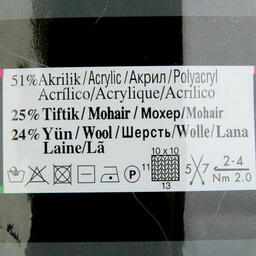 51% Akrilik/Acrylic/Акрил/Polyacryl
Acrílico/Acrylique/Acrilico
25% Tiftik/Mohair/Мохер/Mohair
24% Yün/Wool/Шерсть/Wolle/Lana
Laine/Lã
10 x 10
P 11 5 7 2-4
13 Nm 2.0